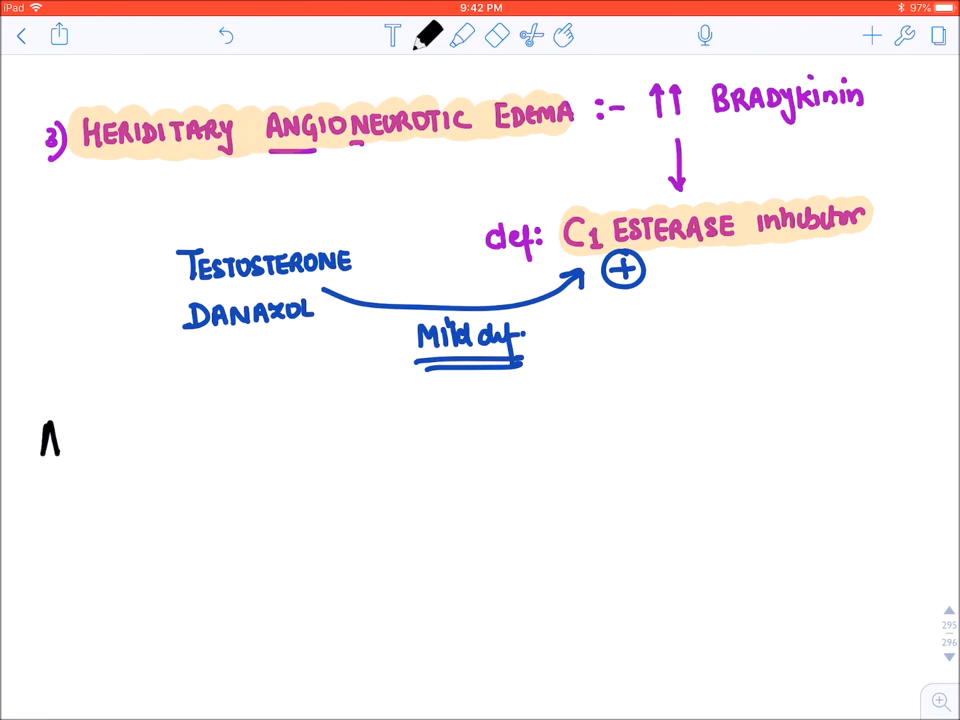 iPad 9:42 PM 97%
T
3) HERIDITARY ANGIONEUROTIC EDEMA :- ↑↑ BRADYkinin
def: C1 ESTERASE inhibitor
TESTOSTERONE +
DANAZOL
Mild def.
295
296